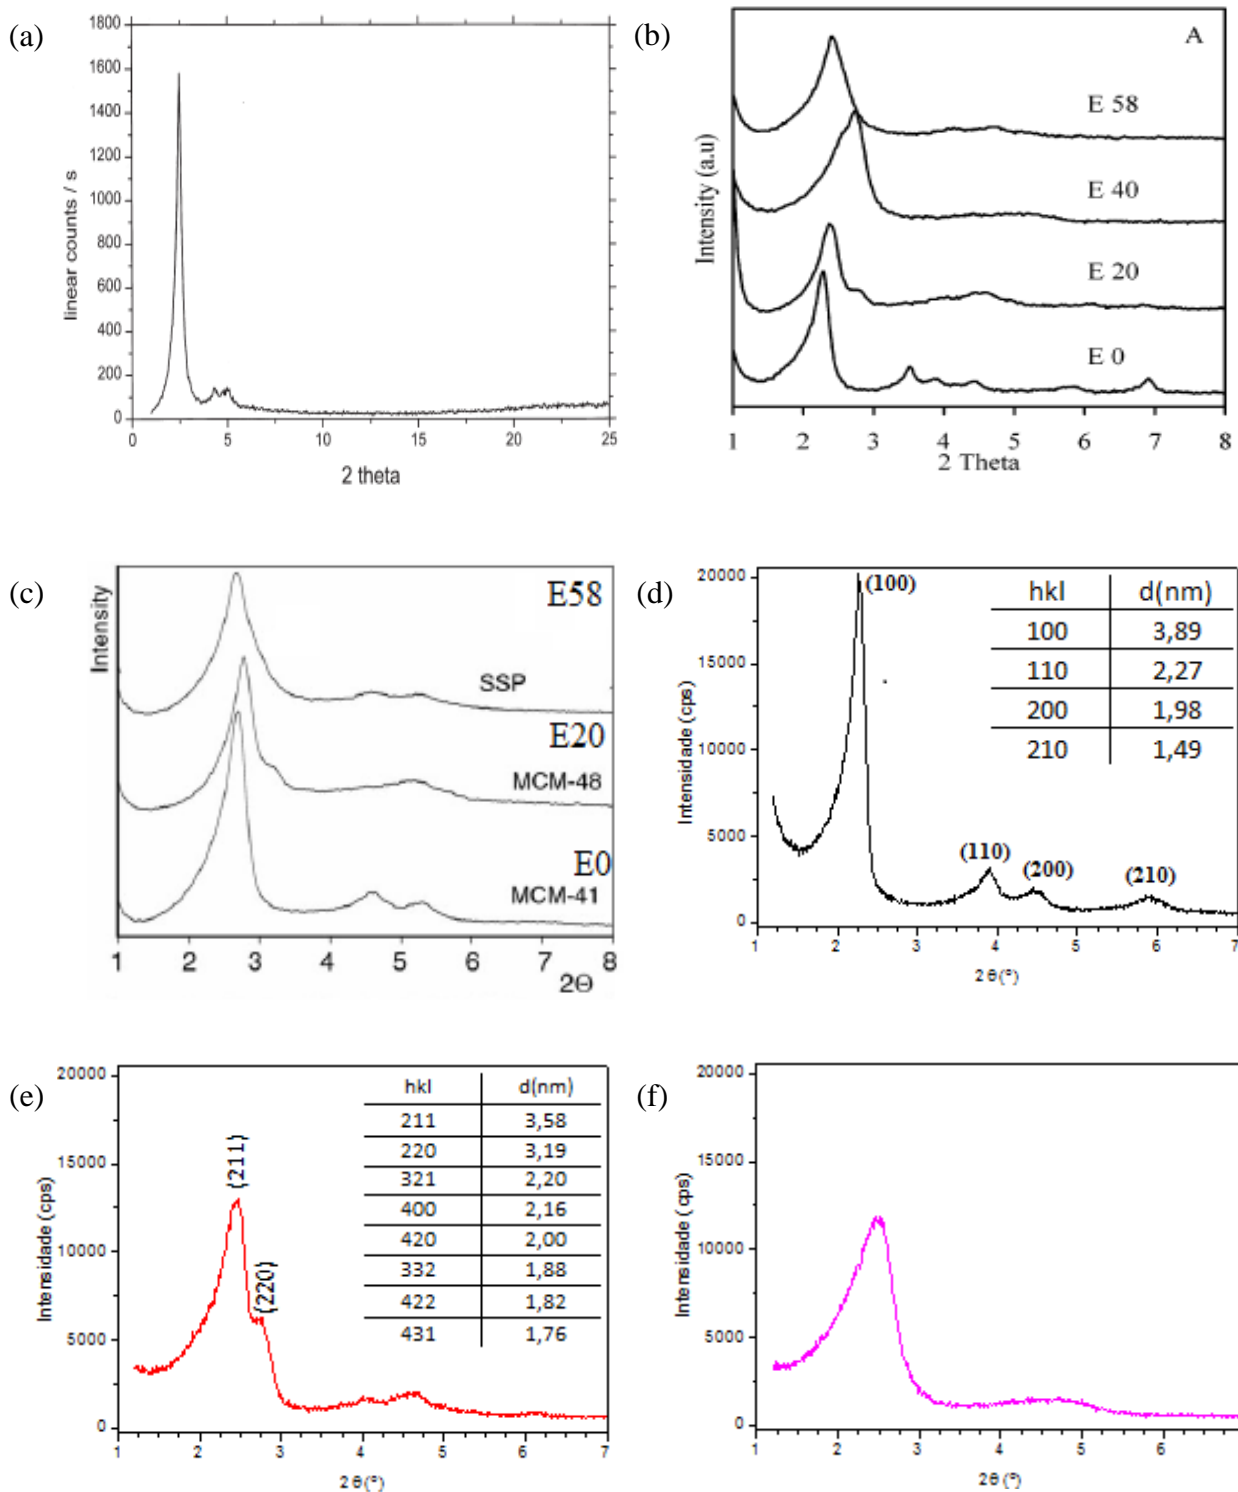 (a)
1800
1600
1400
1200
1000
800
600
400
200
0
linear counts / s
0 5 10 15 20 25
2 theta
(b)
A
E 58
E 40
E 20
E 0
Intensity (a.u)
1 2 3 4 5 6 7 8
2 Theta
(c)
Intensity
E58
SSP
E20
MCM-48
E0
MCM-41
1 2 3 4 5 6 7 8
2Θ
(d)
20000
15000
10000
5000
0
Intensidade (cps)
(100)
(110)
(200)
(210)
hkl d(nm)
100 3,89
110 2,27
200 1,98
210 1,49
1 2 3 4 5 6 7
2 θ (°)
(e)
20000
15000
10000
5000
0
Intensidade (cps)
(211)
(220)
hkl d(nm)
211 3,58
220 3,19
321 2,20
400 2,16
420 2,00
332 1,88
422 1,82
431 1,76
1 2 3 4 5 6 7
2 θ (°)
(f)
20000
15000
10000
5000
0
Intensidade (cps)
1 2 3 4 5 6
2 θ (°)